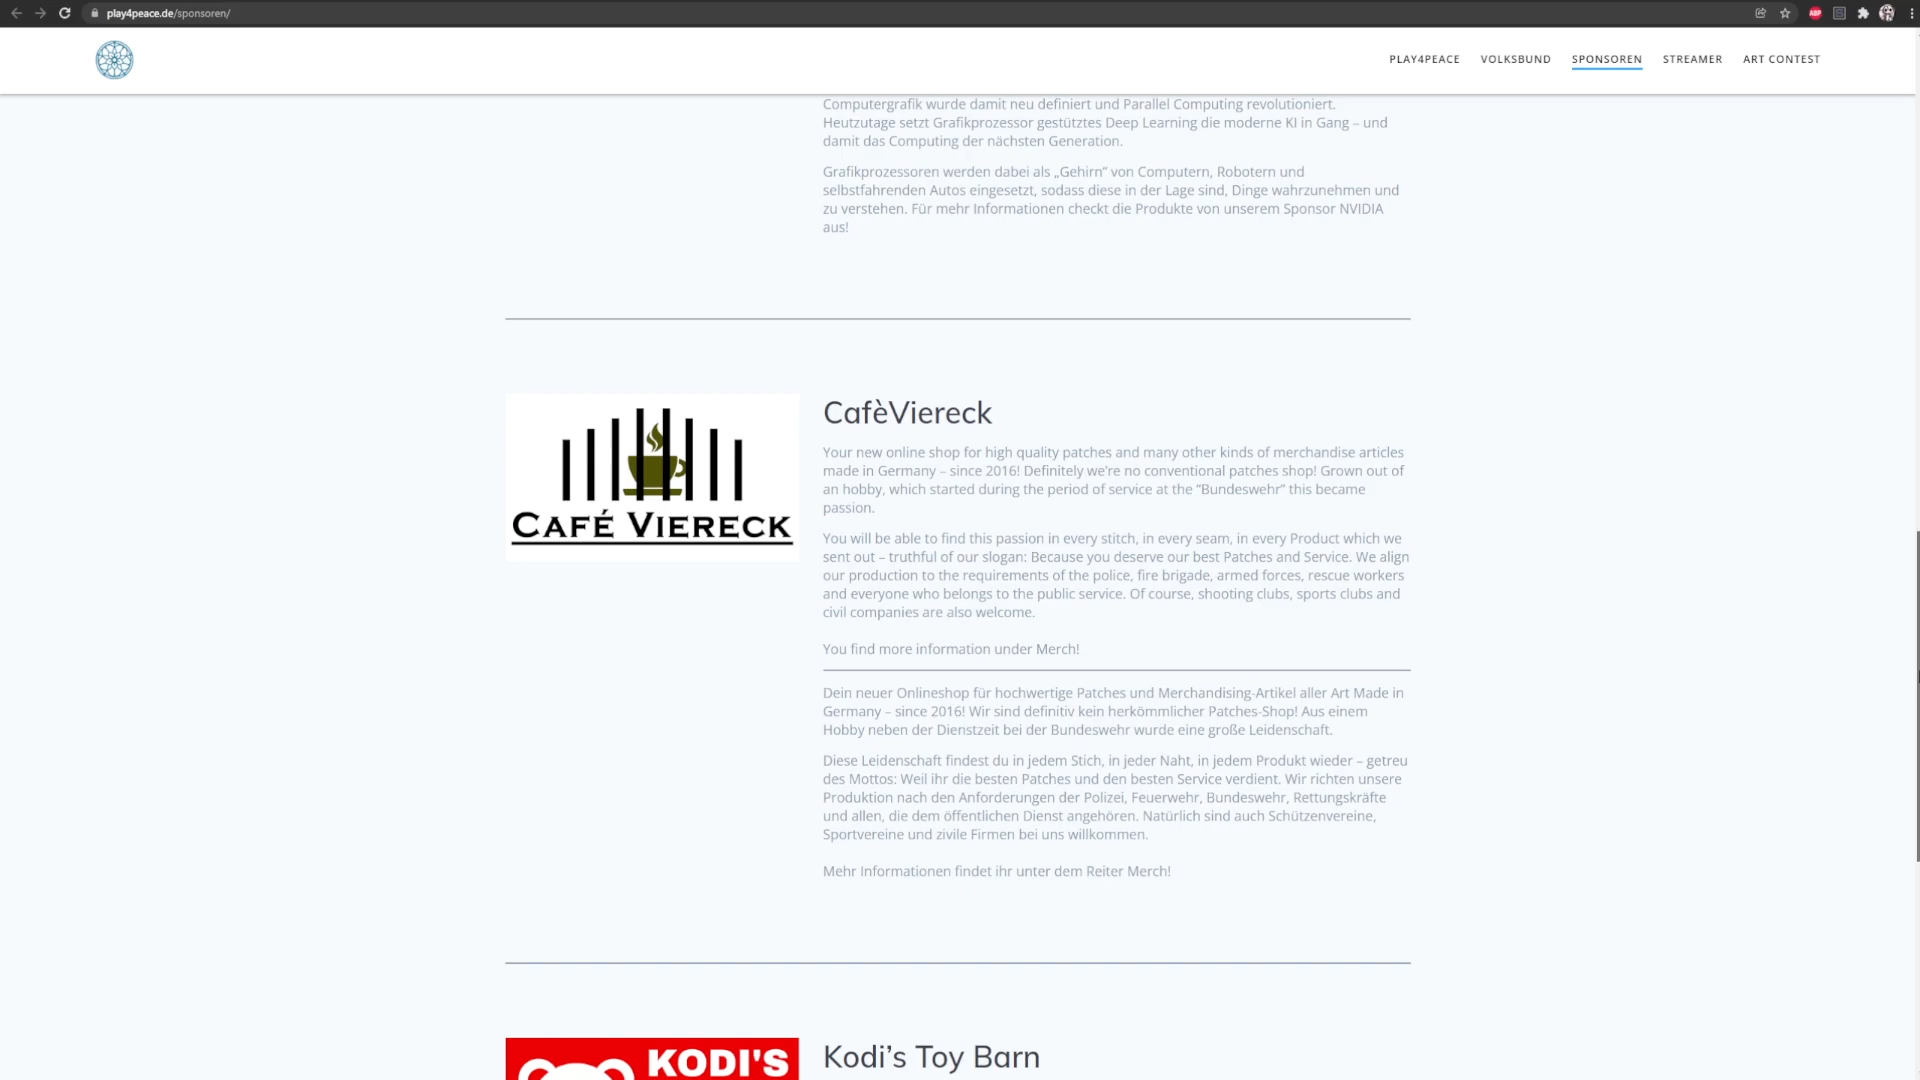 play4peace.de/sponsoren/
ABP
PLAY4PEACE VOLKSBUND SPONSOREN STREAMER ART CONTEST
Computergrafik wurde damit neu definiert und Parallel Computing revolutioniert.
Heutzutage setzt Grafikprozessor gestütztes Deep Learning die moderne KI in Gang – und
damit das Computing der nächsten Generation.
Grafikprozessoren werden dabei als „Gehirn“ von Computern, Robotern und
selbstfahrenden Autos eingesetzt, sodass diese in der Lage sind, Dinge wahrzunehmen und
zu verstehen. Für mehr Informationen checkt die Produkte von unserem Sponsor NVIDIA
aus!
CAFÉ VIERECK
CafèViereck
Your new online shop for high quality patches and many other kinds of merchandise articles
made in Germany – since 2016! Definitely we're no conventional patches shop! Grown out of
an hobby, which started during the period of service at the “Bundeswehr” this became
passion.
You will be able to find this passion in every stitch, in every seam, in every Product which we
sent out – truthful of our slogan: Because you deserve our best Patches and Service. We align
our production to the requirements of the police, fire brigade, armed forces, rescue workers
and everyone who belongs to the public service. Of course, shooting clubs, sports clubs and
civil companies are also welcome.
You find more information under Merch!
Dein neuer Onlineshop für hochwertige Patches und Merchandising-Artikel aller Art Made in
Germany – since 2016! Wir sind definitiv kein herkömmlicher Patches-Shop! Aus einem
Hobby neben der Dienstzeit bei der Bundeswehr wurde eine große Leidenschaft.
Diese Leidenschaft findest du in jedem Stich, in jeder Naht, in jedem Produkt wieder – getreu
des Mottos: Weil ihr die besten Patches und den besten Service verdient. Wir richten unsere
Produktion nach den Anforderungen der Polizei, Feuerwehr, Bundeswehr, Rettungskräfte
und allen, die dem öffentlichen Dienst angehören. Natürlich sind auch Schützenvereine,
Sportvereine und zivile Firmen bei uns willkommen.
Mehr Informationen findet ihr unter dem Reiter Merch!
KODI'S
Kodi’s Toy Barn